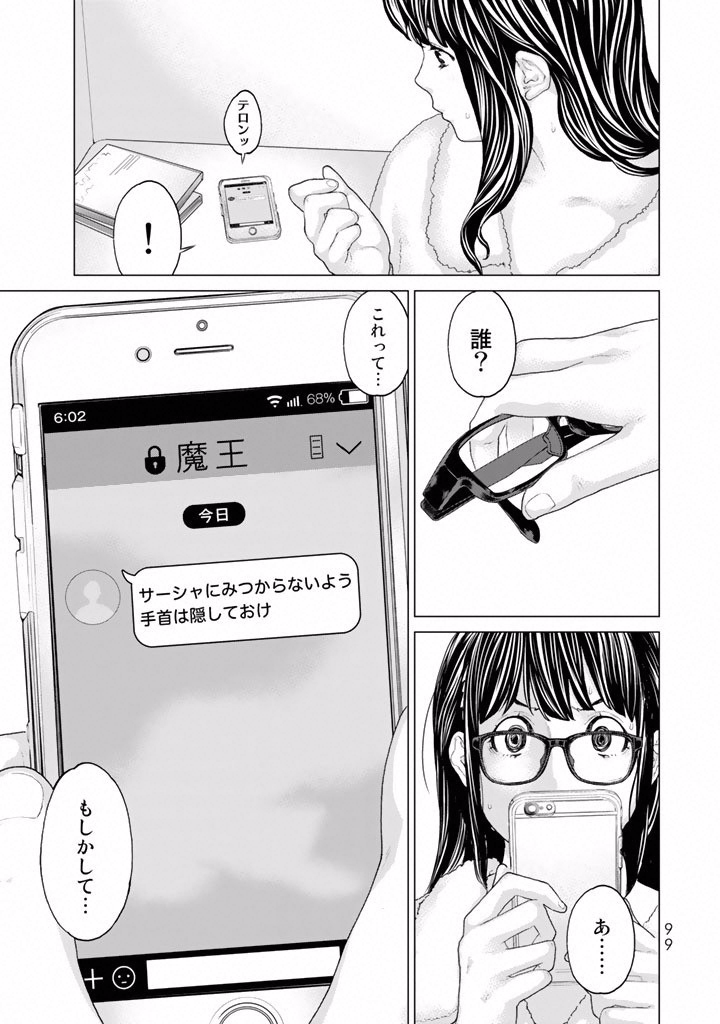 テロンッ
！
誰？
あ……
これって…
6:02
68%
魔王
今日
サーシャにみつからないよう
手首は隠しておけ
もしかして…
99